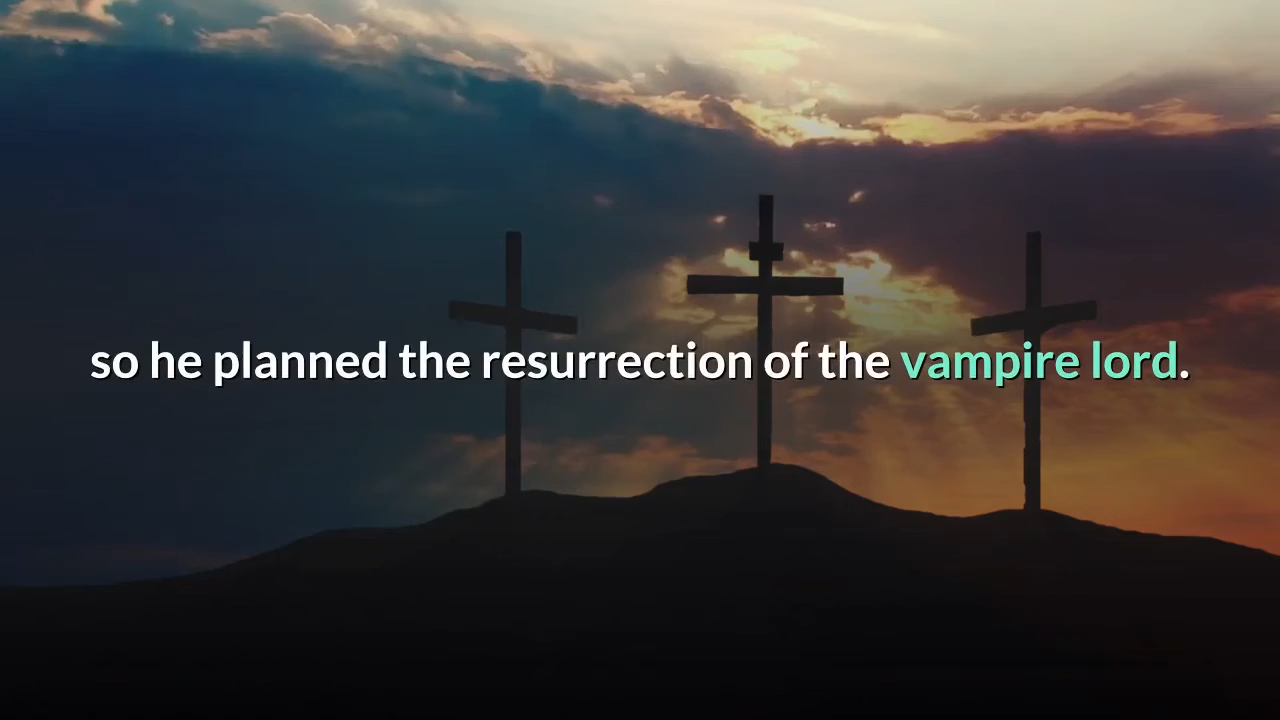 so he planned the resurrection of the vampire lord.